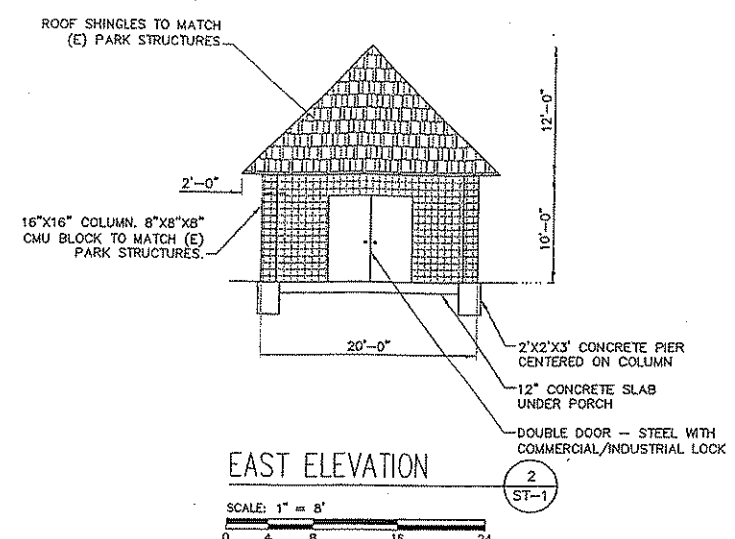 ROOF SHINGLES TO MATCH
(E) PARK STRUCTURES
12'-0"
2'-0"
16"X16" COLUMN. 8"X8"X8"
CMU BLOCK TO MATCH (E)
PARK STRUCTURES.
10'-0"
20'-0"
2'X2'X3' CONCRETE PIER
CENTERED ON COLUMN
12" CONCRETE SLAB
UNDER PORCH
DOUBLE DOOR – STEEL WITH
COMMERCIAL/INDUSTRIAL LOCK
EAST ELEVATION
2
ST-1
SCALE: 1" = 8'
0 4 8 16 24